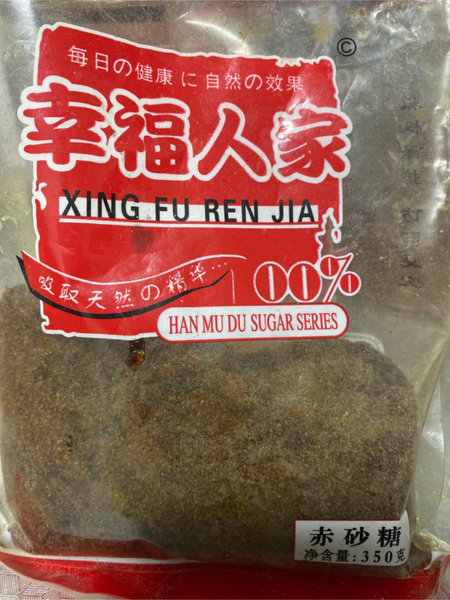 ©
每日の健康 に 自然の效果
幸福人家
XING FU REN JIA
吸取天然の精华...
100%
HAN MU DU SUGAR SERIES
赤砂糖
净含量:350克